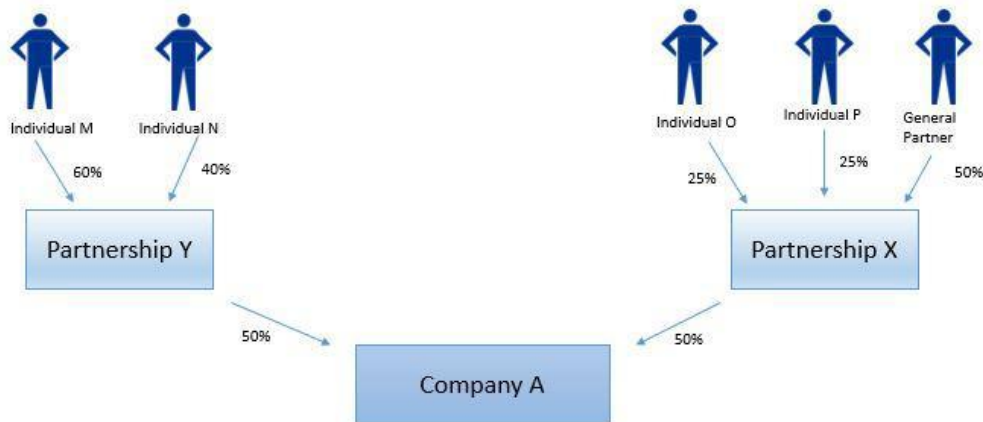 Individual M
Individual N
Individual O
Individual P
General
Partner
60%
40%
25%
25%
50%
Partnership Y
Partnership X
50%
50%
Company A